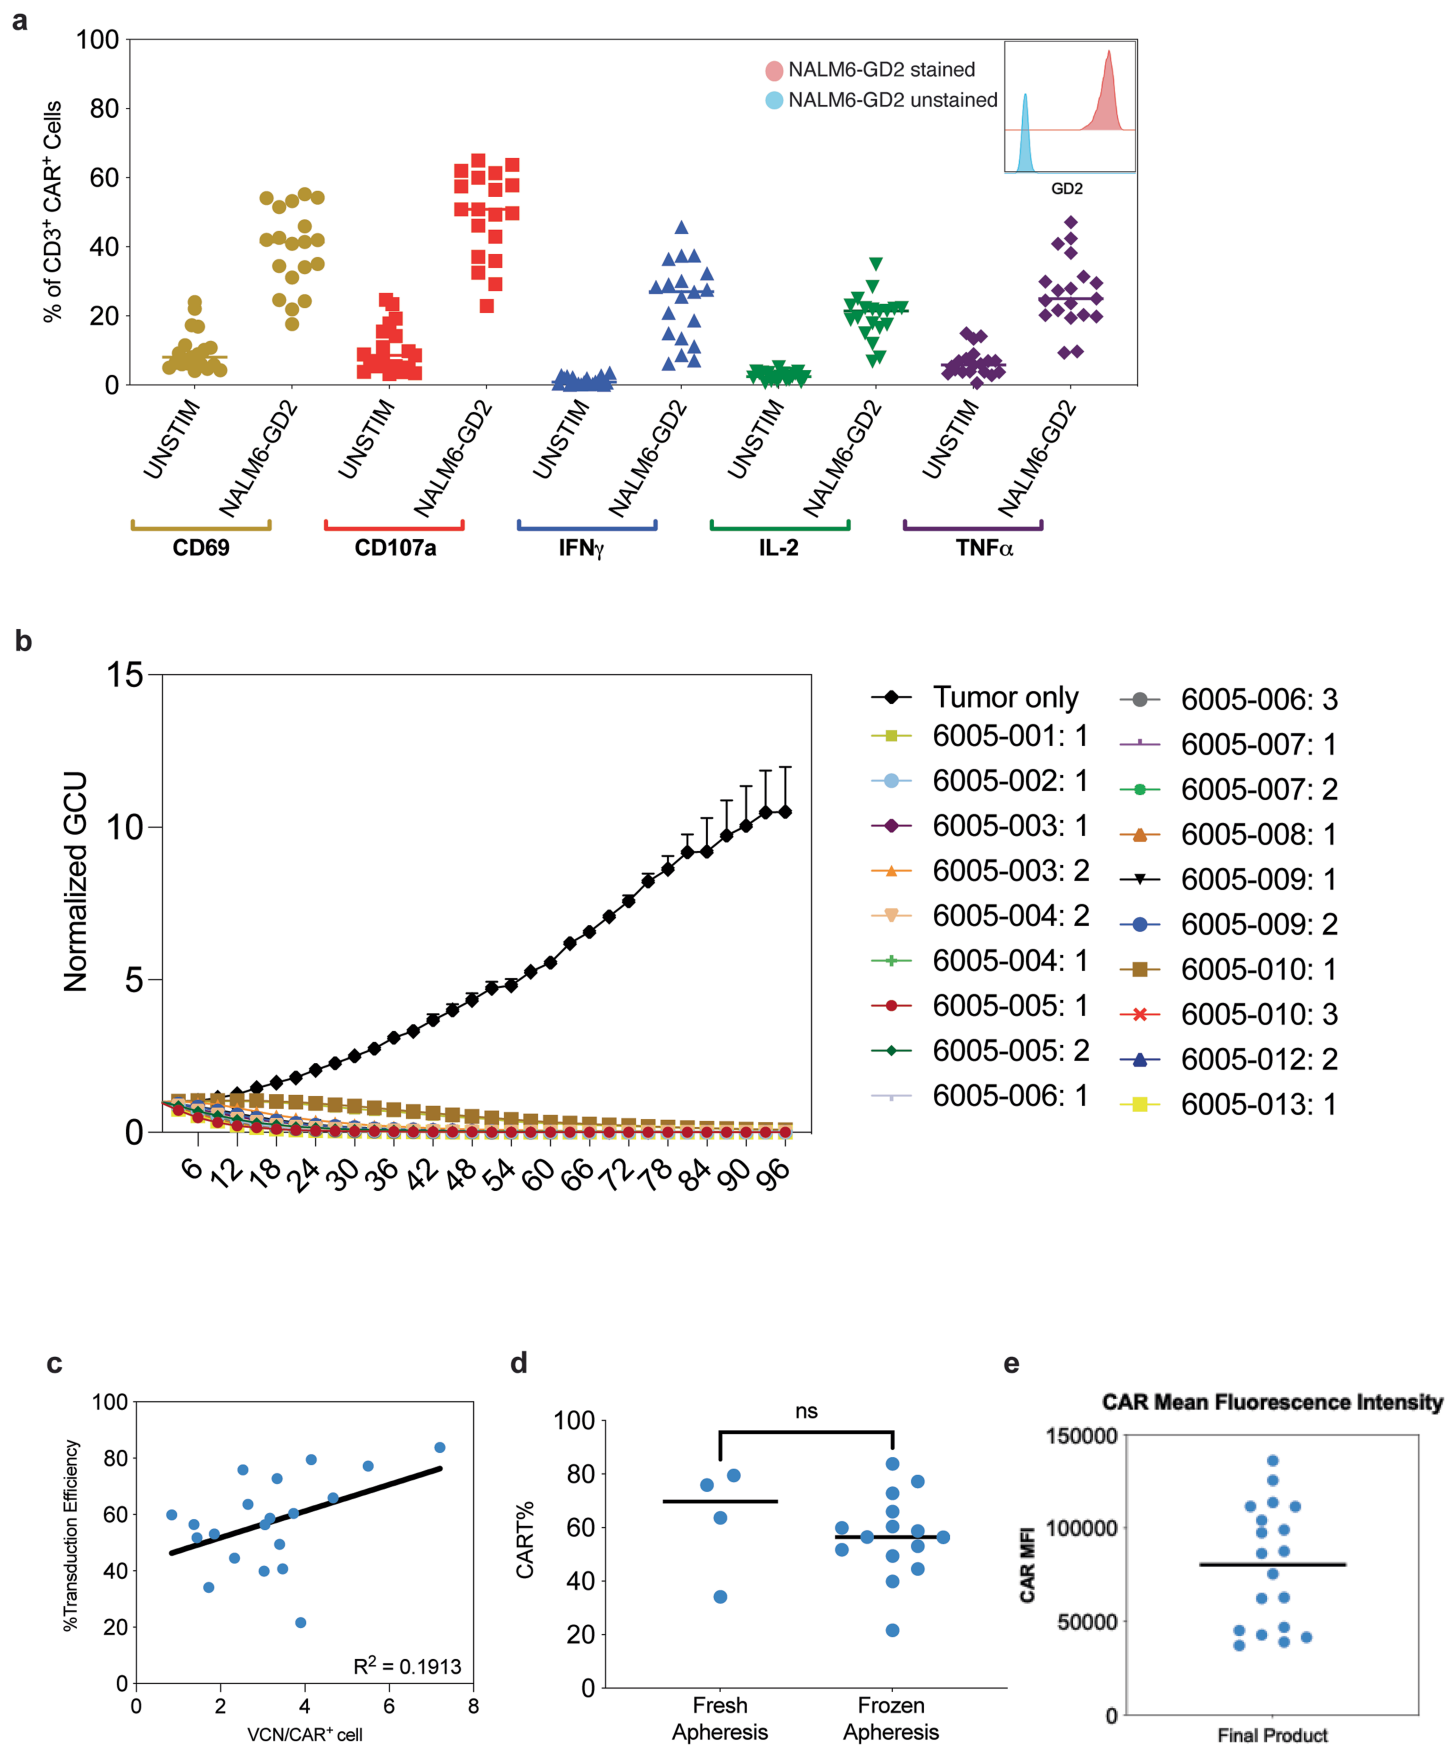 a
100
80
60
40
20
0
% of CD3+ CAR+ Cells
NALM6-GD2 stained
NALM6-GD2 unstained
GD2
UNSTIM
NALM6-GD2
UNSTIM
NALM6-GD2
UNSTIM
NALM6-GD2
UNSTIM
NALM6-GD2
UNSTIM
NALM6-GD2
CD69
CD107a
IFNγ
IL-2
TNFα
b
15
10
5
0
Normalized GCU
6
12
18
24
30
36
42
48
54
60
66
72
78
84
90
96
Tumor only
6005-001: 1
6005-002: 1
6005-003: 1
6005-003: 2
6005-004: 2
6005-004: 1
6005-005: 1
6005-005: 2
6005-006: 1
6005-006: 3
6005-007: 1
6005-007: 2
6005-008: 1
6005-009: 1
6005-009: 2
6005-010: 1
6005-010: 3
6005-012: 2
6005-013: 1
c
100
80
60
40
20
0
%Transduction Efficiency
R² = 0.1913
0
2
4
6
8
VCN/CAR+ cell
d
ns
100
80
60
40
20
0
CART%
Fresh
Apheresis
Frozen
Apheresis
e
CAR Mean Fluorescence Intensity
150000
100000
50000
0
CAR MFI
Final Product